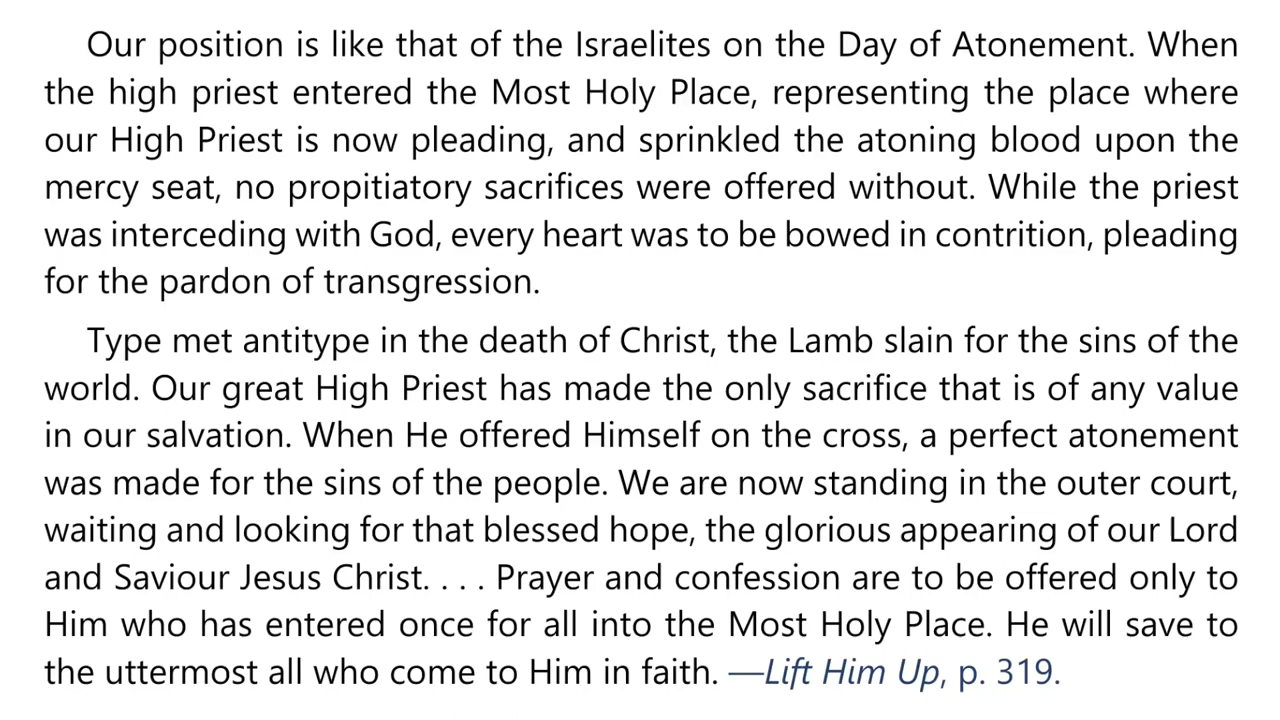 Our position is like that of the Israelites on the Day of Atonement. When
the high priest entered the Most Holy Place, representing the place where
our High Priest is now pleading, and sprinkled the atoning blood upon the
mercy seat, no propitiatory sacrifices were offered without. While the priest
was interceding with God, every heart was to be bowed in contrition, pleading
for the pardon of transgression.
Type met antitype in the death of Christ, the Lamb slain for the sins of the
world. Our great High Priest has made the only sacrifice that is of any value
in our salvation. When He offered Himself on the cross, a perfect atonement
was made for the sins of the people. We are now standing in the outer court,
waiting and looking for that blessed hope, the glorious appearing of our Lord
and Saviour Jesus Christ. . . . Prayer and confession are to be offered only to
Him who has entered once for all into the Most Holy Place. He will save to
the uttermost all who come to Him in faith. —Lift Him Up, p. 319.